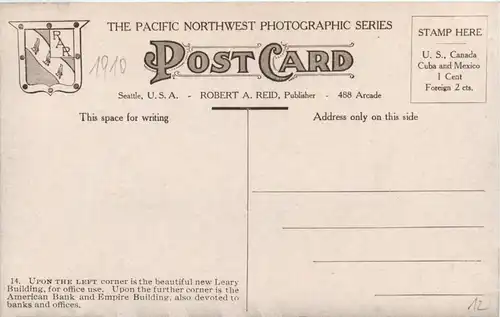 THE PACIFIC NORTHWEST PHOTOGRAPHIC SERIES
RAR
1910
POST CARD
STAMP HERE
U. S., Canada
Cuba and Mexico
1 Cent
Foreign 2 cts.
Seattle, U. S. A. - ROBERT A. REID, Publisher - 488 Arcade
This space for writing
Address only on this side
14. UPON THE LEFT corner is the beautiful new Leary
Building, for office use. Upon the further corner is the
American Bank and Empire Building, also devoted to
banks and offices.
12